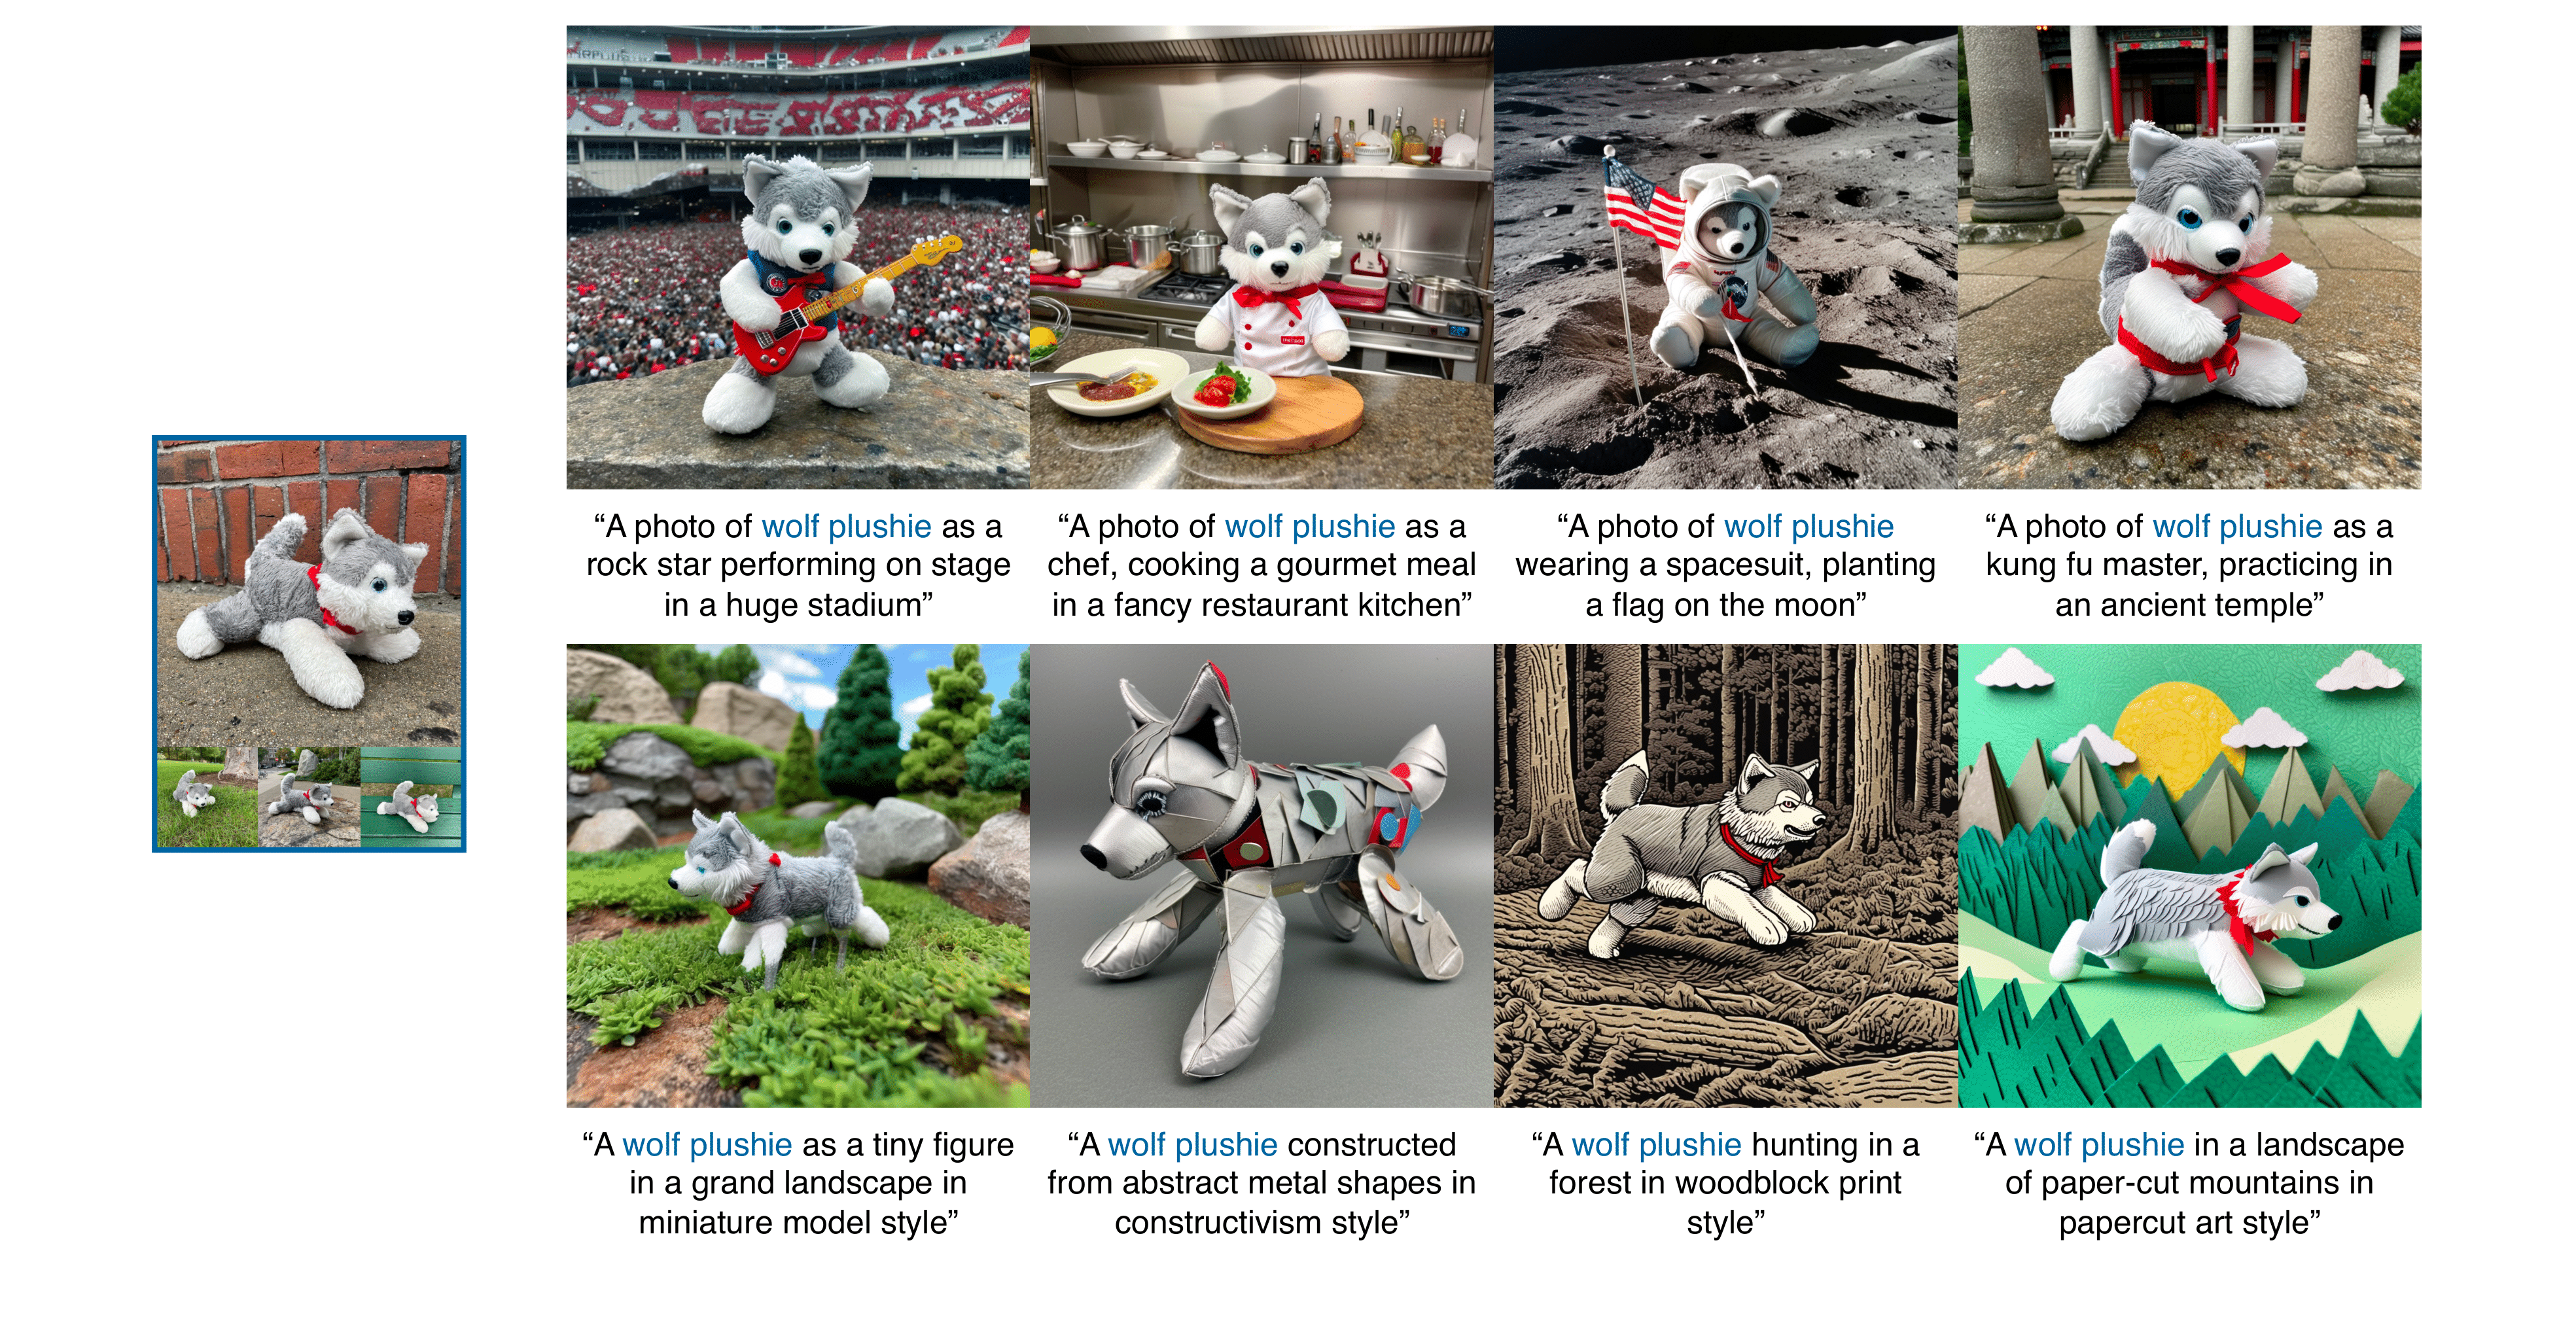 “A photo of wolf plushie as a
rock star performing on stage
in a huge stadium”
“A photo of wolf plushie as a
chef, cooking a gourmet meal
in a fancy restaurant kitchen”
“A photo of wolf plushie
wearing a spacesuit, planting
a flag on the moon”
“A photo of wolf plushie as a
kung fu master, practicing in
an ancient temple”
“A wolf plushie as a tiny figure
in a grand landscape in
miniature model style”
“A wolf plushie constructed
from abstract metal shapes in
constructivism style”
“A wolf plushie hunting in a
forest in woodblock print
style”
“A wolf plushie in a landscape
of paper-cut mountains in
papercut art style”